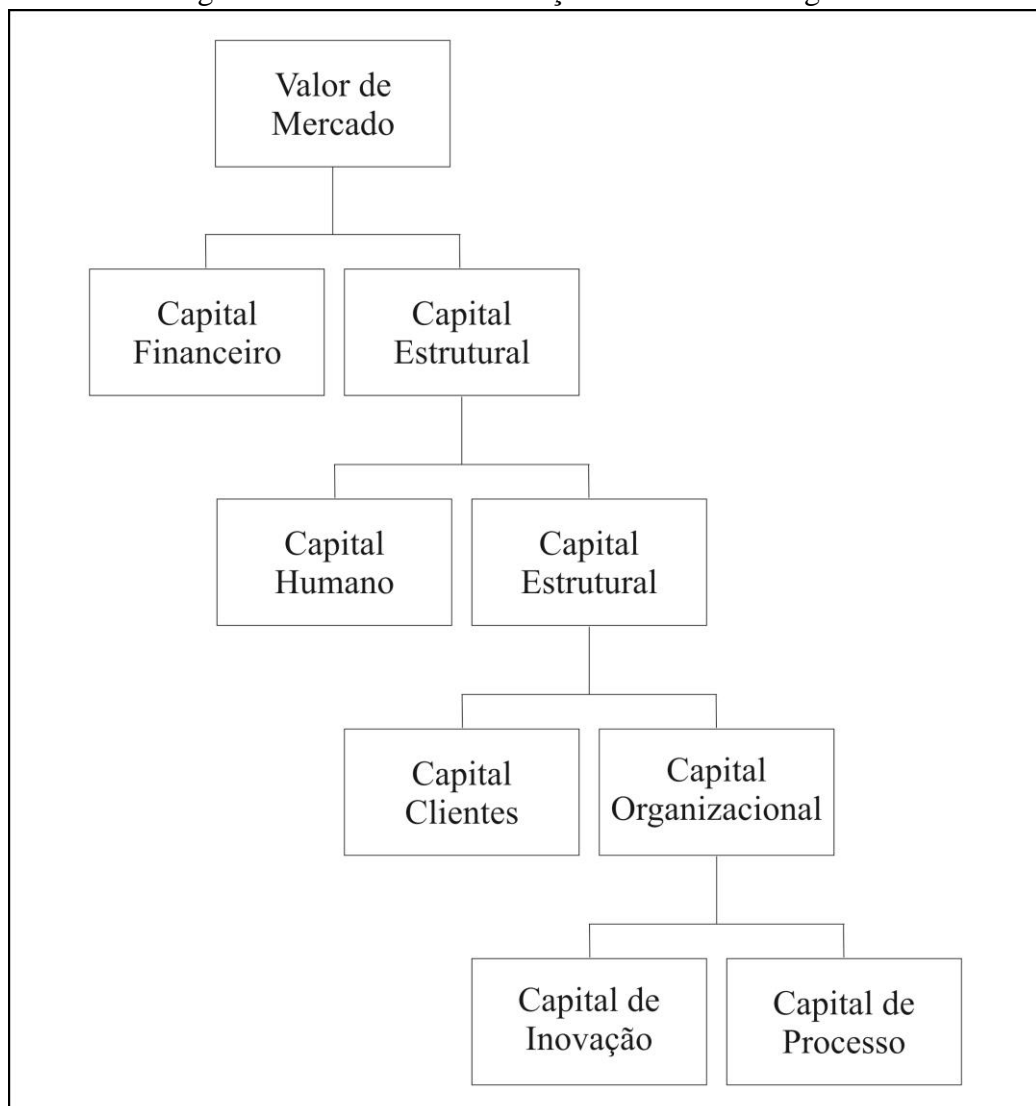 Valor de
Mercado
Capital
Financeiro
Capital
Estrutural
Capital
Humano
Capital
Estrutural
Capital
Clientes
Capital
Organizacional
Capital de
Inovação
Capital de
Processo